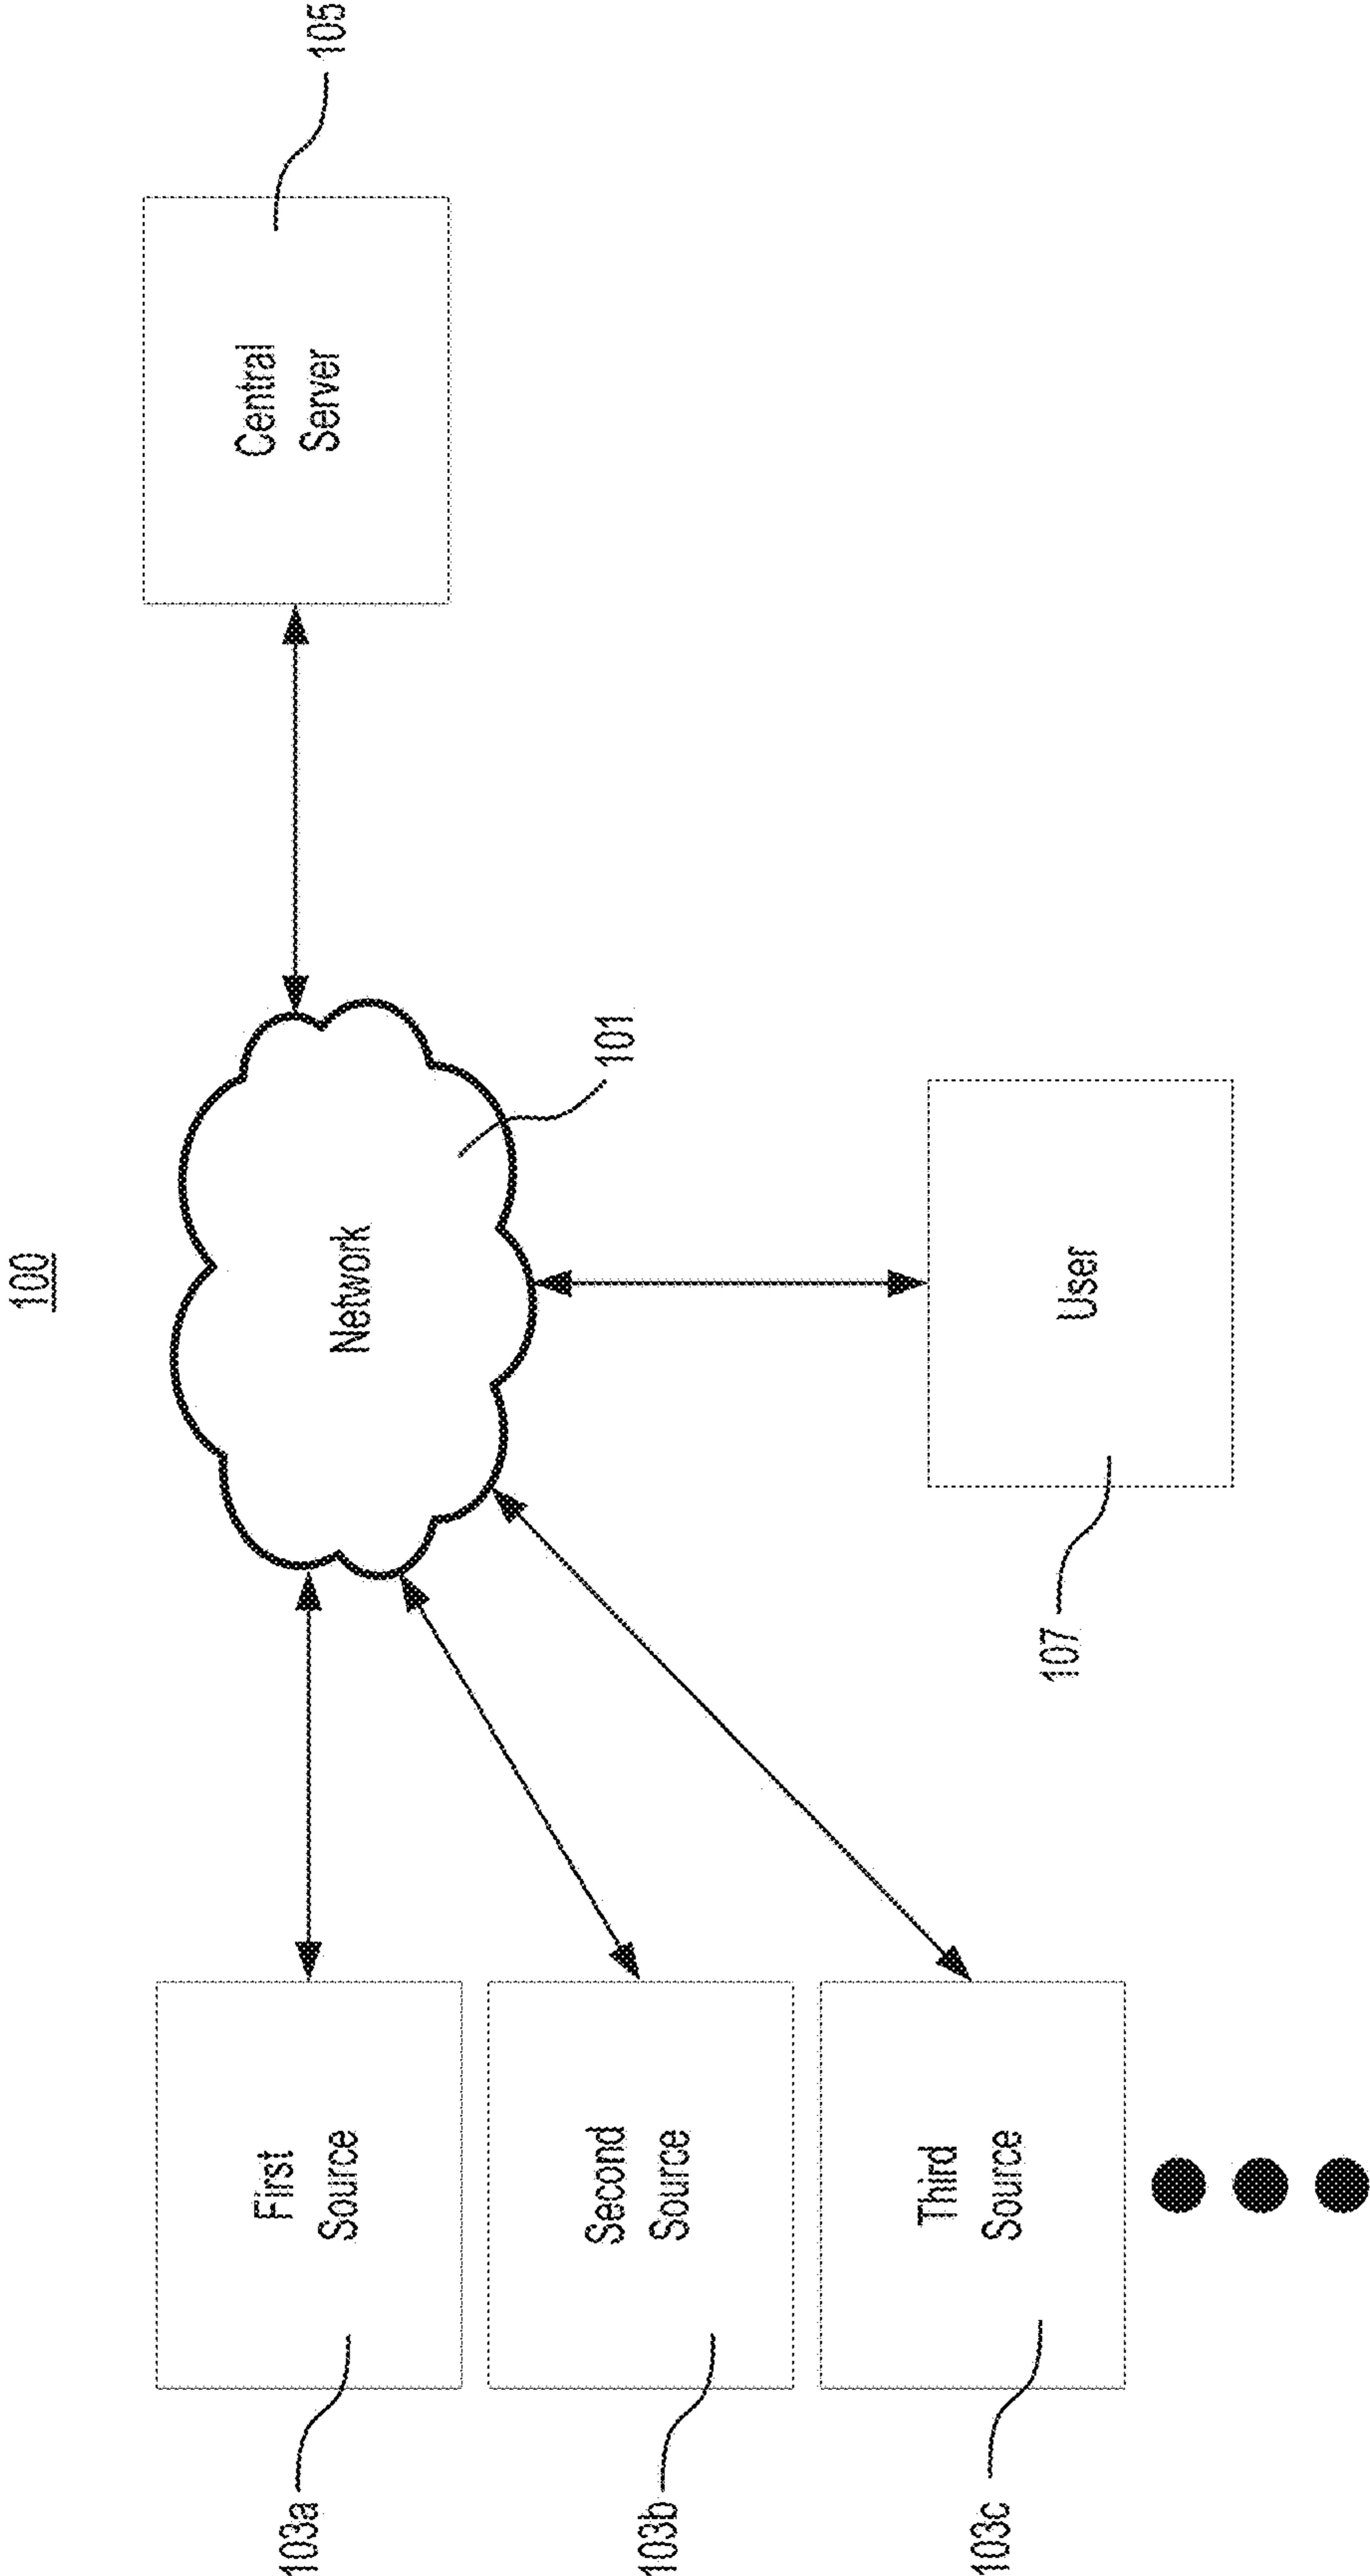 100
First
Source
103a
Network
101
Central
Server
105
Second
Source
103b
Third
Source
103c
User
107